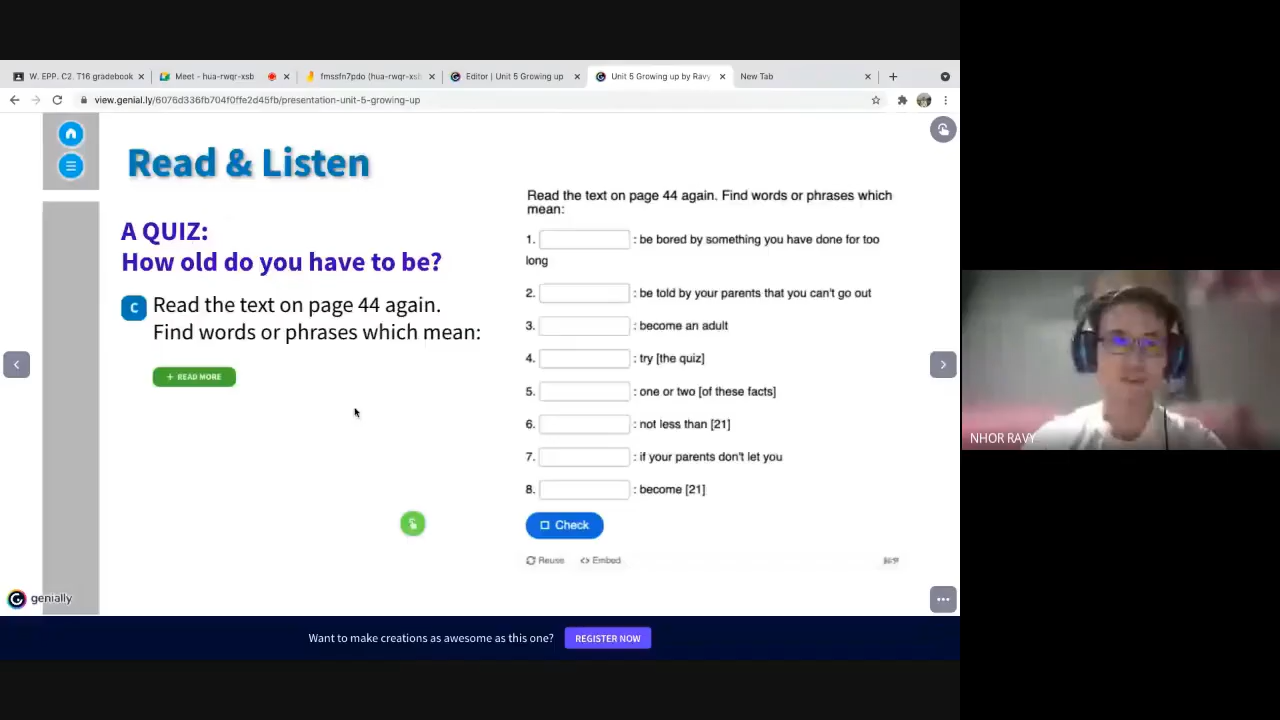 W. EPP. C2. T16 gradebook
Meet - hua-rwqr-xsb
fmssfn7pdo (hua-rwqr-xsb
Editor | Unit 5 Growing up
Unit 5 Growing up by Ravy
New Tab
view.genial.ly/6076d336fb704f0ffe2d45fb/presentation-unit-5-growing-up
Read & Listen
A QUIZ:
How old do you have to be?
C Read the text on page 44 again.
Find words or phrases which mean:
+ READ MORE
Read the text on page 44 again. Find words or phrases which
mean:
1. : be bored by something you have done for too
long
2. : be told by your parents that you can't go out
3. : become an adult
4. : try [the quiz]
5. : one or two [of these facts]
6. : not less than [21]
7. : if your parents don't let you
8. : become [21]
Check
Reuse <> Embed
genially
Want to make creations as awesome as this one? REGISTER NOW
NHOR RAVY